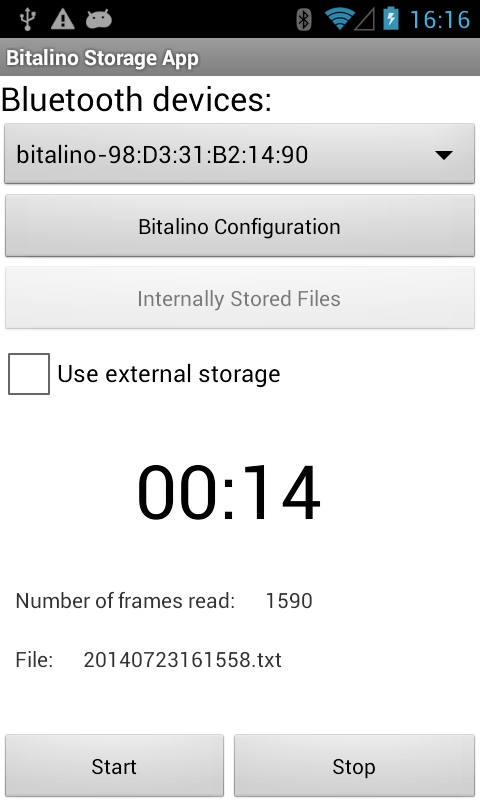 16:16
Bitalino Storage App
Bluetooth devices:
bitalino-98:D3:31:B2:14:90
Bitalino Configuration
Internally Stored Files
Use external storage
00:14
Number of frames read: 1590
File: 20140723161558.txt
Start Stop